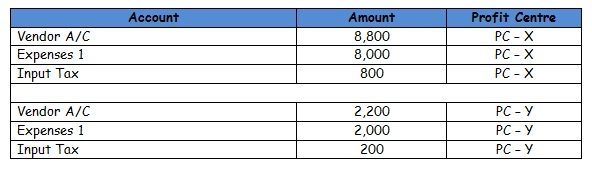 Account Amount Profit Centre
Vendor A/C 8,800 PC - X
Expenses 1 8,000 PC - X
Input Tax 800 PC - X
Vendor A/C 2,200 PC - Y
Expenses 1 2,000 PC - Y
Input Tax 200 PC - Y